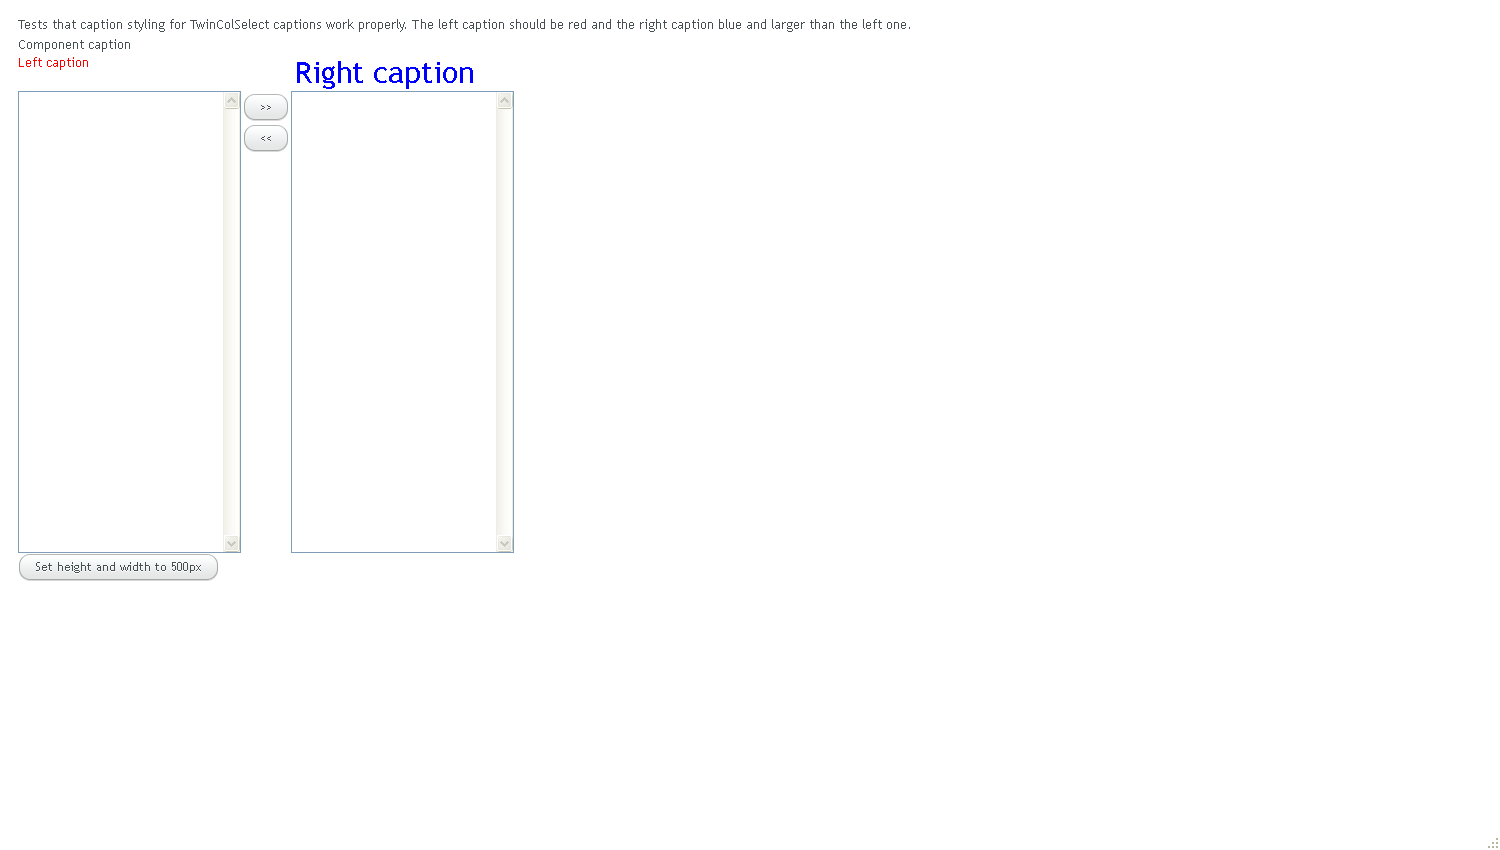 Tests that caption styling for TwinColSelect captions work properly. The left caption should be red and the right caption blue and larger than the left one.
Component caption
Left caption
Right caption
>>
<<
Set height and width to 500px